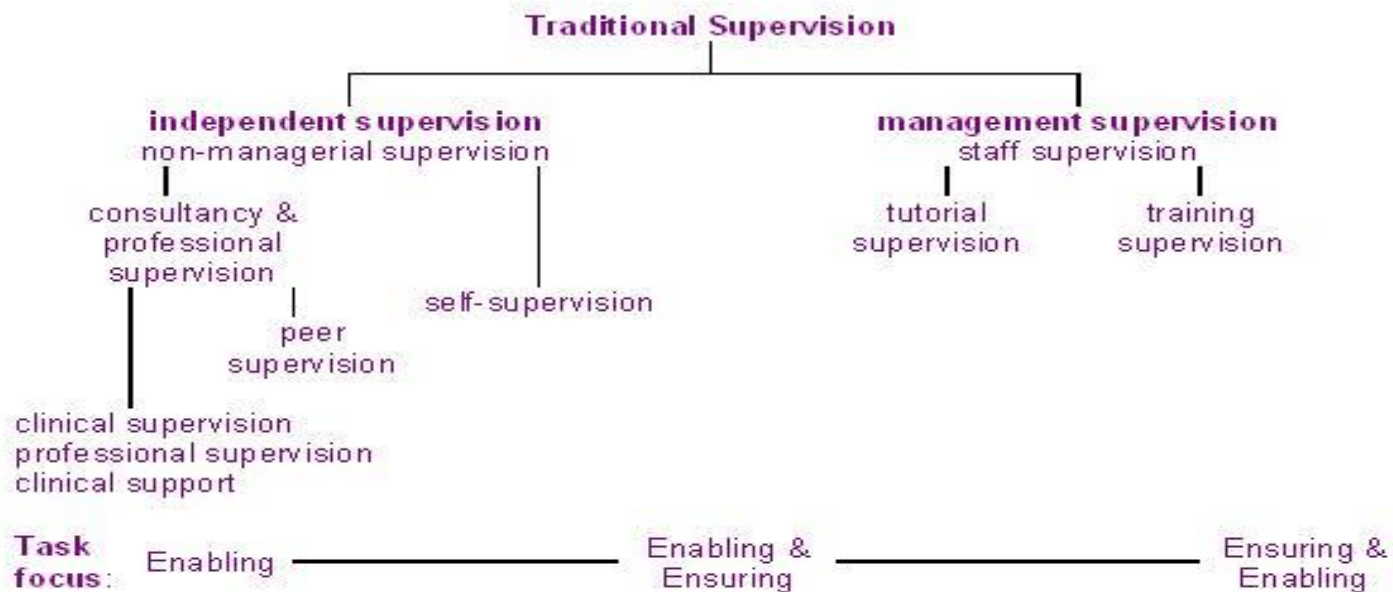 Traditional Supervision
independent supervision
non-managerial supervision
management supervision
staff supervision
consultancy &
professional
supervision
self-supervision
peer
supervision
tutorial
supervision
training
supervision
clinical supervision
professional supervision
clinical support
Task
focus:
Enabling
Enabling &
Ensuring
Ensuring &
Enabling